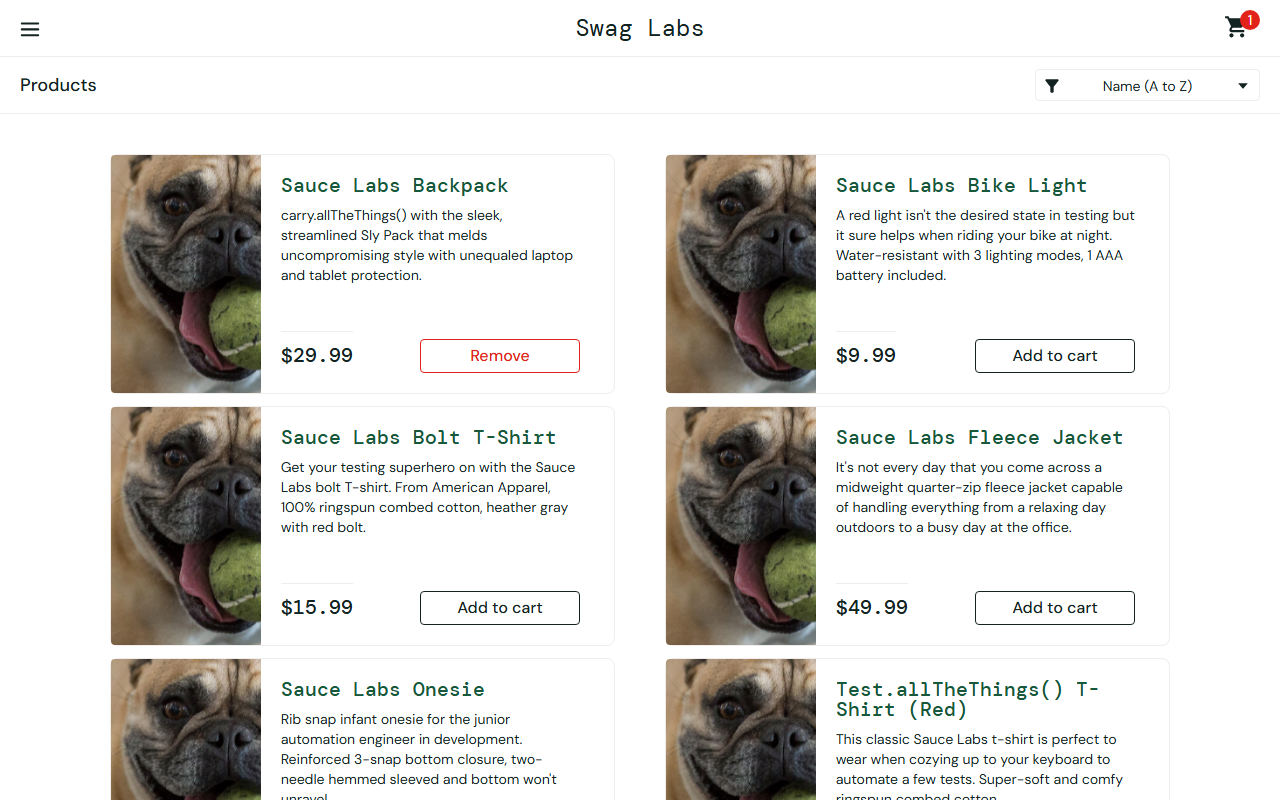 Swag Labs
1
Products
Name (A to Z)
Sauce Labs Backpack
carry.allTheThings() with the sleek,
streamlined Sly Pack that melds
uncompromising style with unequaled laptop
and tablet protection.
$29.99
Remove
Sauce Labs Bike Light
A red light isn't the desired state in testing but
it sure helps when riding your bike at night.
Water-resistant with 3 lighting modes, 1 AAA
battery included.
$9.99
Add to cart
Sauce Labs Bolt T-Shirt
Get your testing superhero on with the Sauce
Labs bolt T-shirt. From American Apparel,
100% ringspun combed cotton, heather gray
with red bolt.
$15.99
Add to cart
Sauce Labs Fleece Jacket
It's not every day that you come across a
midweight quarter-zip fleece jacket capable
of handling everything from a relaxing day
outdoors to a busy day at the office.
$49.99
Add to cart
Sauce Labs Onesie
Rib snap infant onesie for the junior
automation engineer in development.
Reinforced 3-snap bottom closure, two-
needle hemmed sleeved and bottom won't
unravel.
Test.allTheThings() T-
Shirt (Red)
This classic Sauce Labs t-shirt is perfect to
wear when cozying up to your keyboard to
automate a few tests. Super-soft and comfy
ringspun combed cotton.